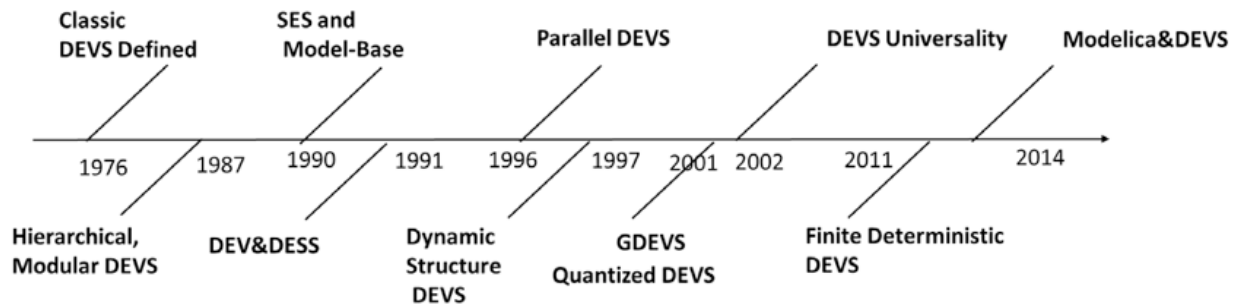 Classic
DEVS Defined
SES and
Model-Base
Parallel DEVS
DEVS Universality
Modelica&DEVS
1976
1987
1990
1991
1996
1997
2001
2002
2011
2014
Hierarchical,
Modular DEVS
DEV&DESS
Dynamic
Structure
DEVS
GDEVS
Quantized DEVS
Finite Deterministic
DEVS